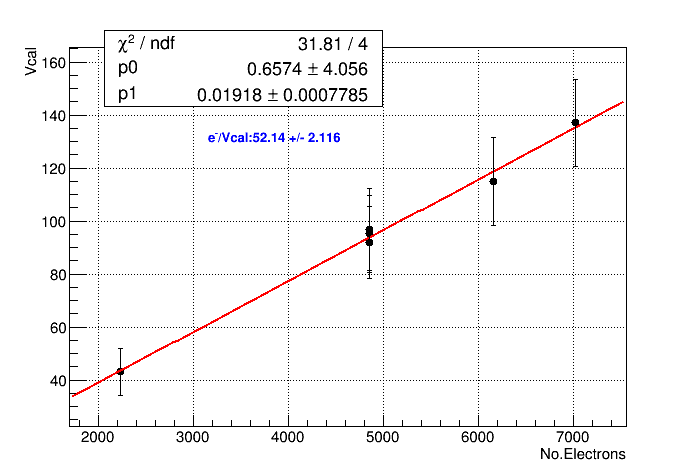 χ² / ndf 31.81 / 4
p0 0.6574 ± 4.056
p1 0.01918 ± 0.0007785
e⁻/Vcal:52.14 +/- 2.116
Vcal
160
140
120
100
80
60
40
2000 3000 4000 5000 6000 7000
No.Electrons